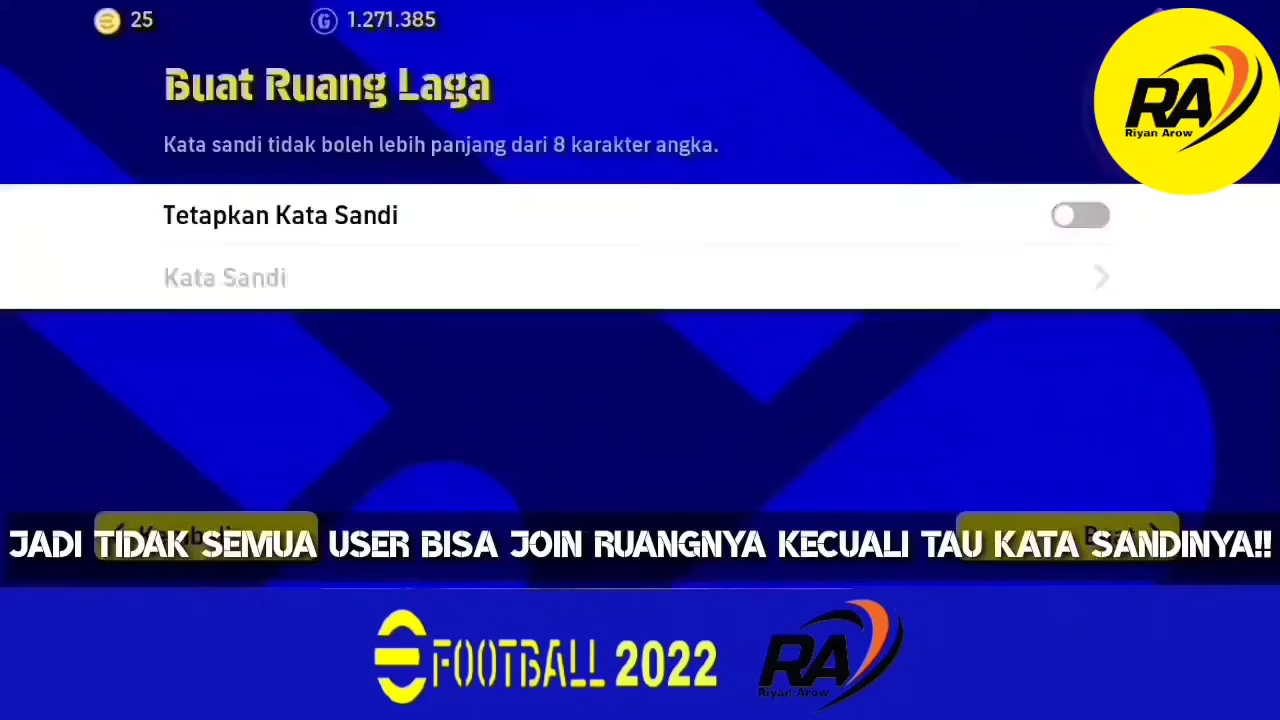 25
1.271.385
Buat Ruang Laga
Kata sandi tidak boleh lebih panjang dari 8 karakter angka.
RA
Riyan Arow
Tetapkan Kata Sandi
Kata Sandi
JADI TIDAK SEMUA USER BISA JOIN RUANGNYA KECUALI TAU KATA SANDINYA!!
FOOTBALL 2022
RA
Riyan Arow